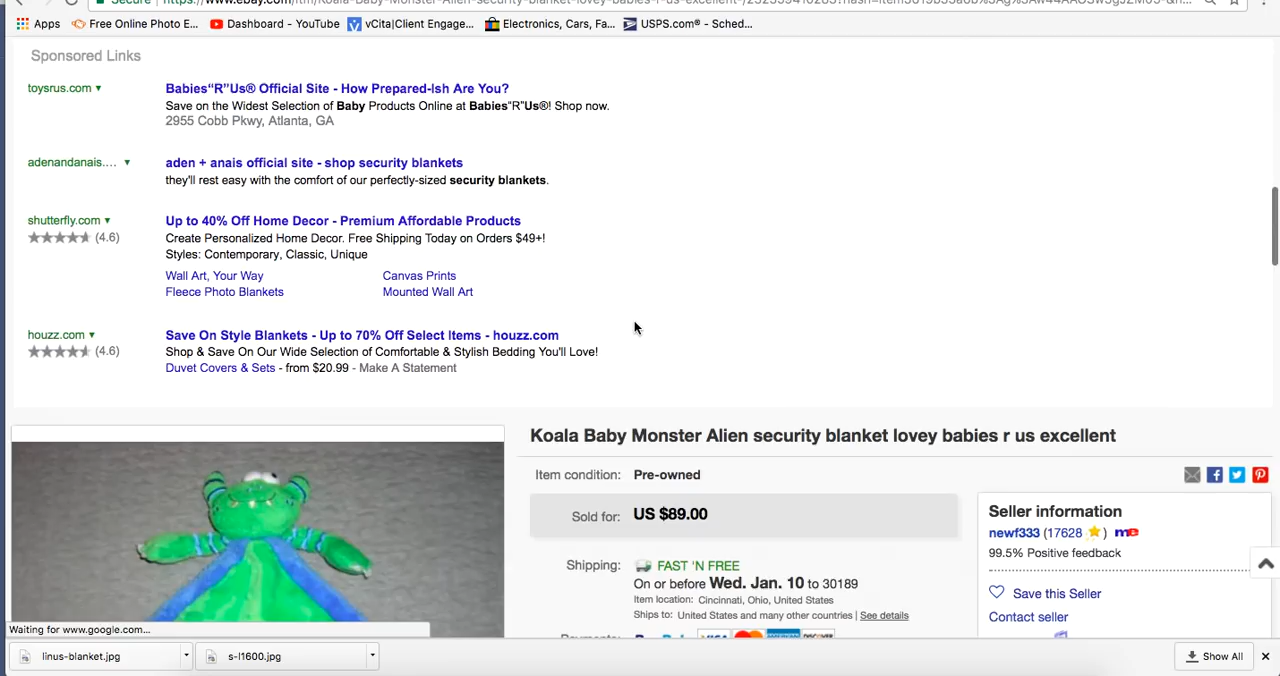 Secure
Apps Free Online Photo E... Dashboard - YouTube vCita|Client Engage... Electronics, Cars, Fa... USPS.com® - Sched...
Sponsored Links
toysrus.com ▾ Babies"R"Us® Official Site - How Prepared-Ish Are You?
Save on the Widest Selection of Baby Products Online at Babies"R"Us®! Shop now.
2955 Cobb Pkwy, Atlanta, GA
adenandanais.... ▾ aden + anais official site - shop security blankets
they'll rest easy with the comfort of our perfectly-sized security blankets.
shutterfly.com ▾ Up to 40% Off Home Decor - Premium Affordable Products
(4.6) Create Personalized Home Decor. Free Shipping Today on Orders $49+!
Styles: Contemporary, Classic, Unique
Wall Art, Your Way Canvas Prints
Fleece Photo Blankets Mounted Wall Art
houzz.com ▾ Save On Style Blankets - Up to 70% Off Select Items - houzz.com
(4.6) Shop & Save On Our Wide Selection of Comfortable & Stylish Bedding You'll Love!
Duvet Covers & Sets - from $20.99 - Make A Statement
Koala Baby Monster Alien security blanket lovey babies r us excellent
Item condition: Pre-owned
Sold for: US $89.00
Shipping: FAST 'N FREE
On or before Wed. Jan. 10 to 30189
Item location: Cincinnati, Ohio, United States
Ships to: United States and many other countries | See details
Seller information
newf333 (17628 ) me
99.5% Positive feedback
Save this Seller
Contact seller
Waiting for www.google.com...
linus-blanket.jpg s-l1600.jpg Show All